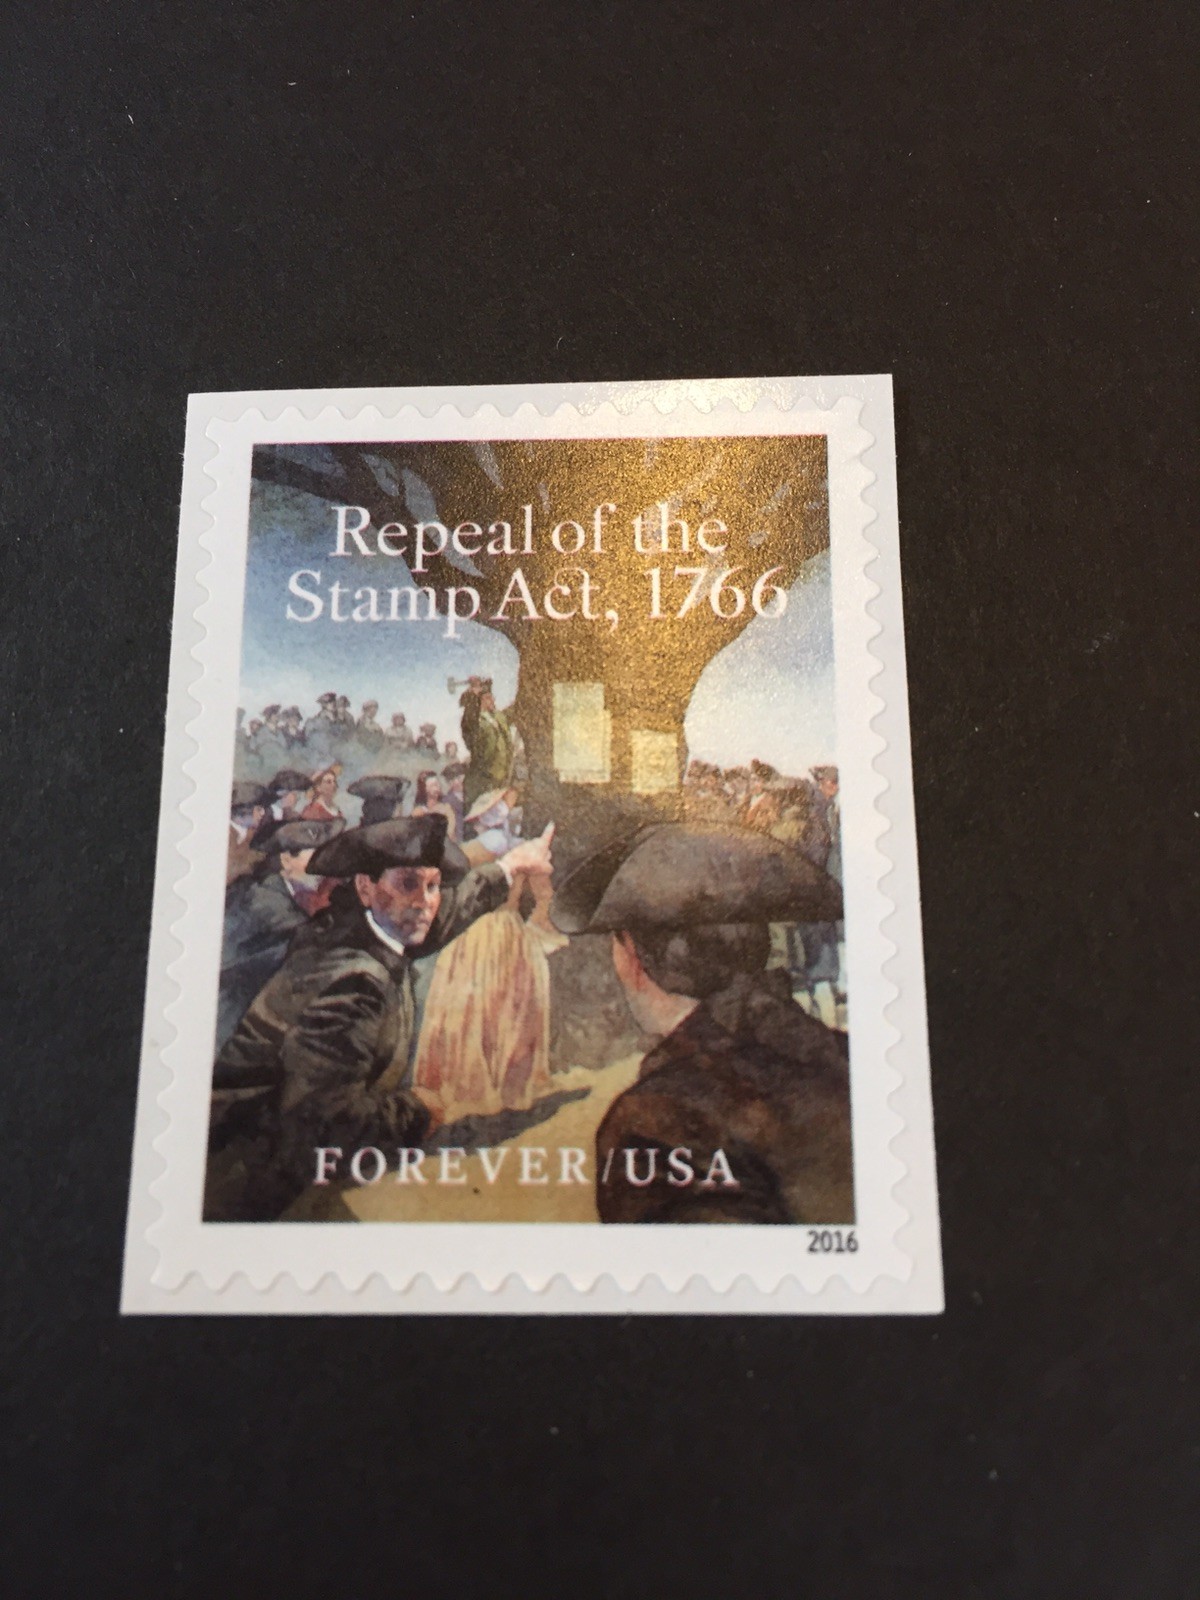 Repeal of the
Stamp Act, 1766
FOREVER/USA
2016